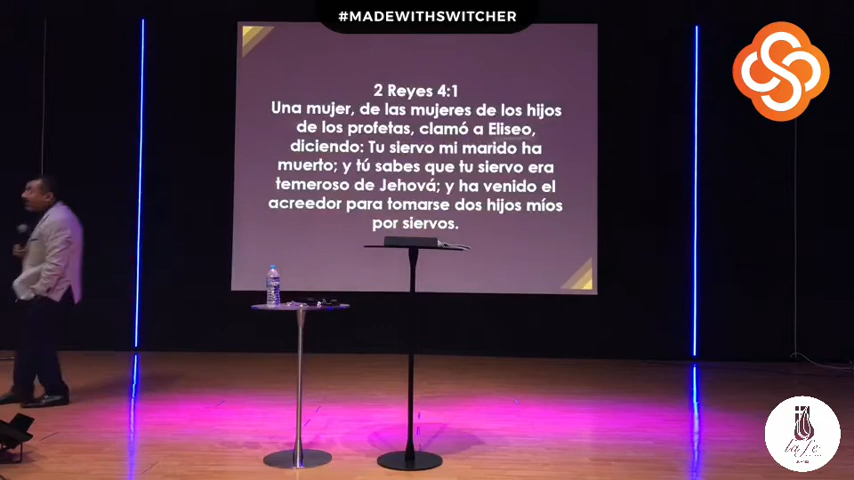 #MADEWITHSWITCHER
2 Reyes 4:1
Una mujer, de las mujeres de los hijos
de los profetas, clamó a Eliseo,
diciendo: Tu siervo mi marido ha
muerto; y tú sabes que tu siervo era
temeroso de Jehová; y ha venido el
acreedor para tomarse dos hijos míos
por siervos.
la fe